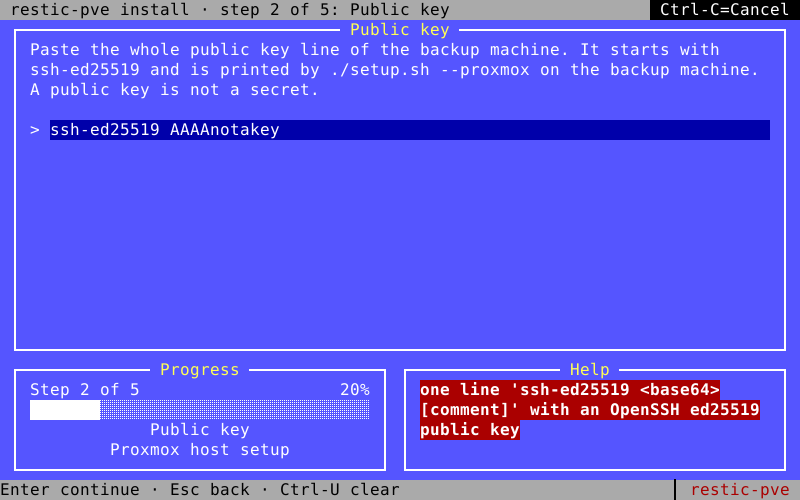 restic-pve install · step 2 of 5: Public key Ctrl-C=Cancel
Public key
Paste the whole public key line of the backup machine. It starts with
ssh-ed25519 and is printed by ./setup.sh --proxmox on the backup machine.
A public key is not a secret.
> ssh-ed25519 AAAAnotakey
Progress
Step 2 of 5 20%
Public key
Proxmox host setup
Help
one line 'ssh-ed25519 <base64>
[comment]' with an OpenSSH ed25519
public key
Enter continue · Esc back · Ctrl-U clear restic-pve